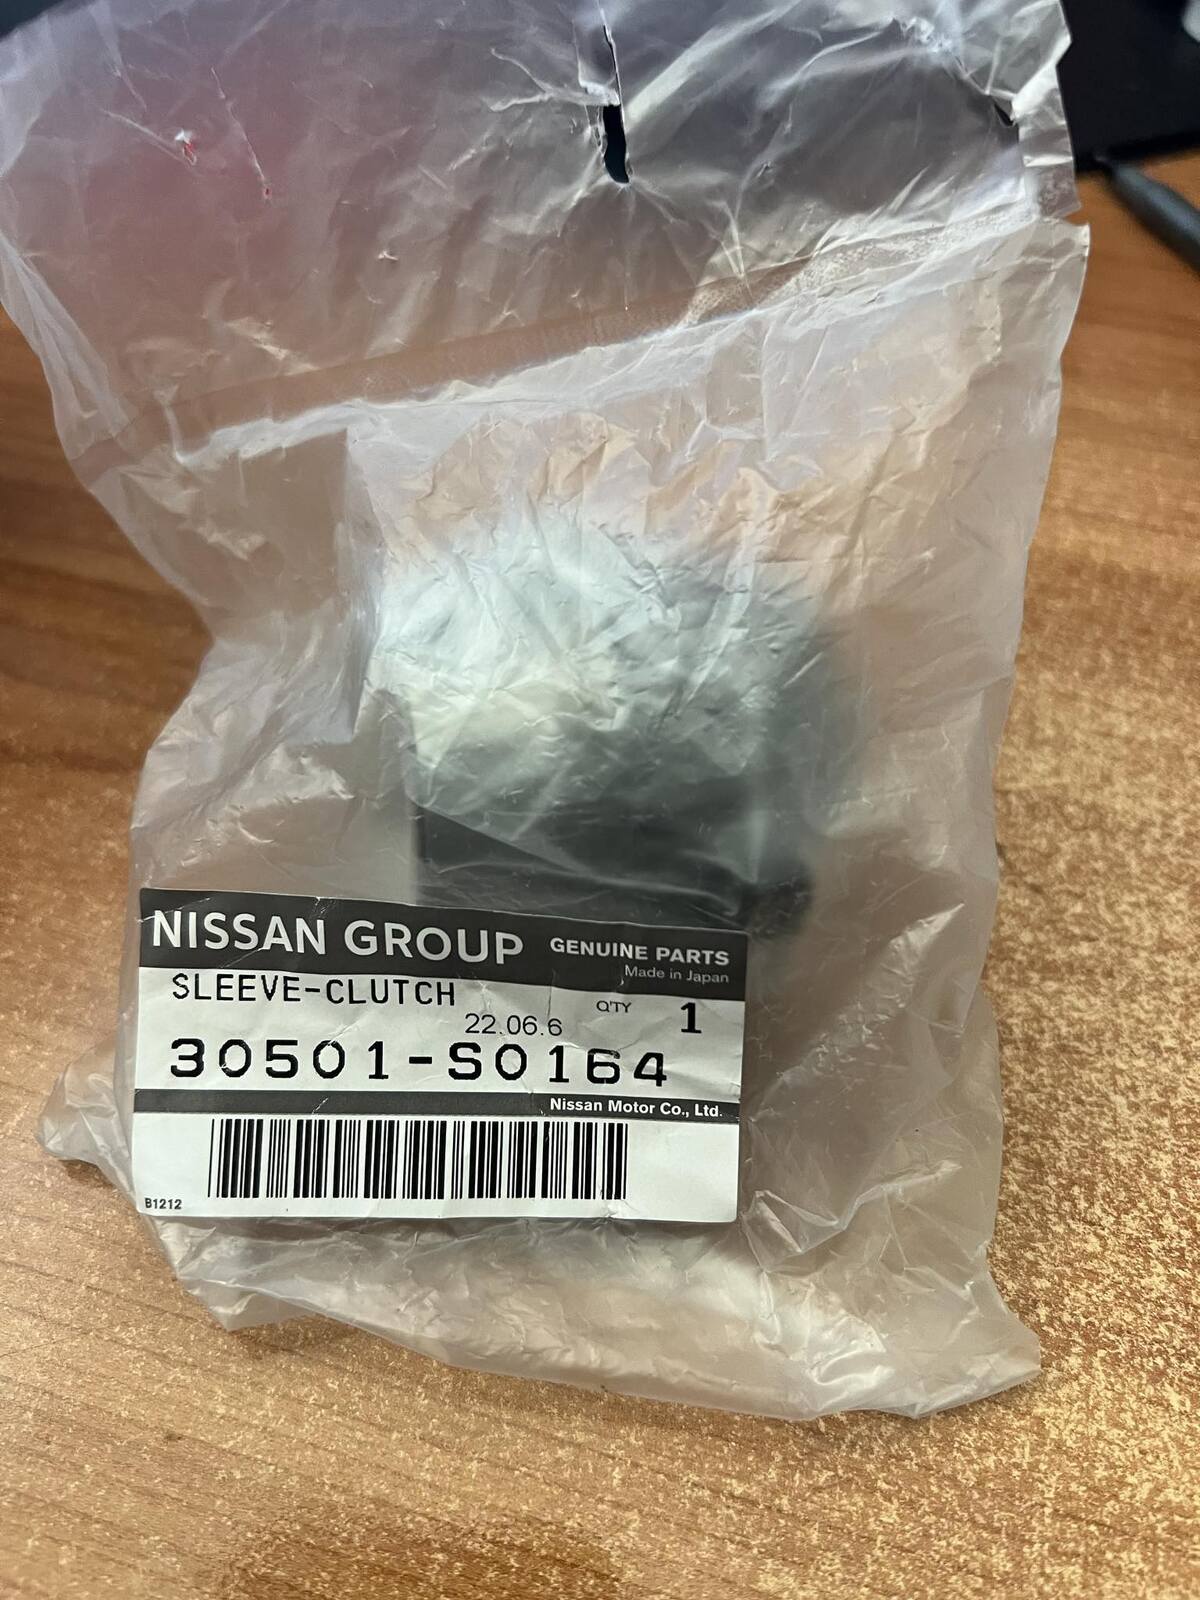 NISSAN GROUP GENUINE PARTS
Made in Japan
SLEEVE-CLUTCH
Q'TY 1
22.06.6
30501-S0164
Nissan Motor Co., Ltd.
B1212